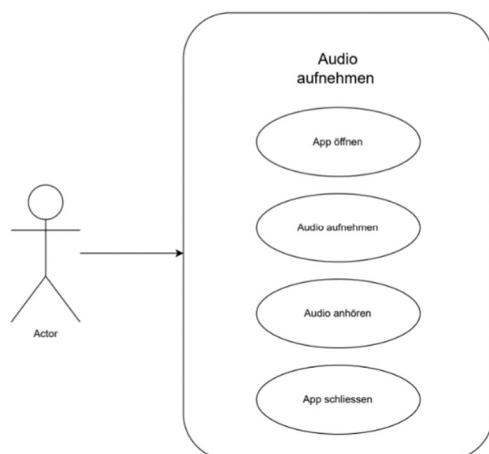 Audio
aufnehmen
App öffnen
Audio aufnehmen
Audio anhören
App schliessen
Actor